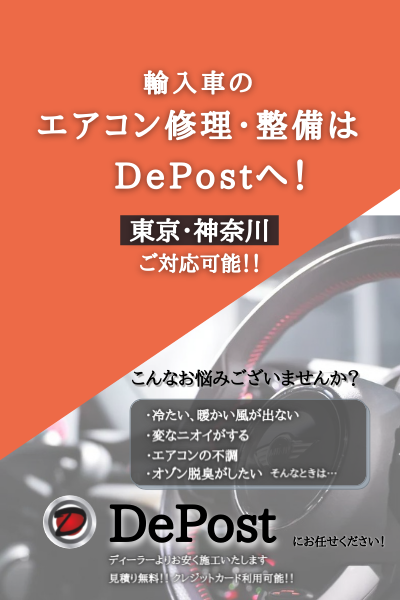 輸入車の
エアコン修理・整備は
DePostへ！
東京・神奈川
ご対応可能！！
こんなお悩みございませんか？
・冷たい、暖かい風が出ない
・変なニオイがする
・エアコンの不調
・オゾン脱臭がしたい そんなときは…
D DePost にお任せください！
ディーラーよりお安く施工いたします
見積り無料！！ クレジットカード利用可能！！